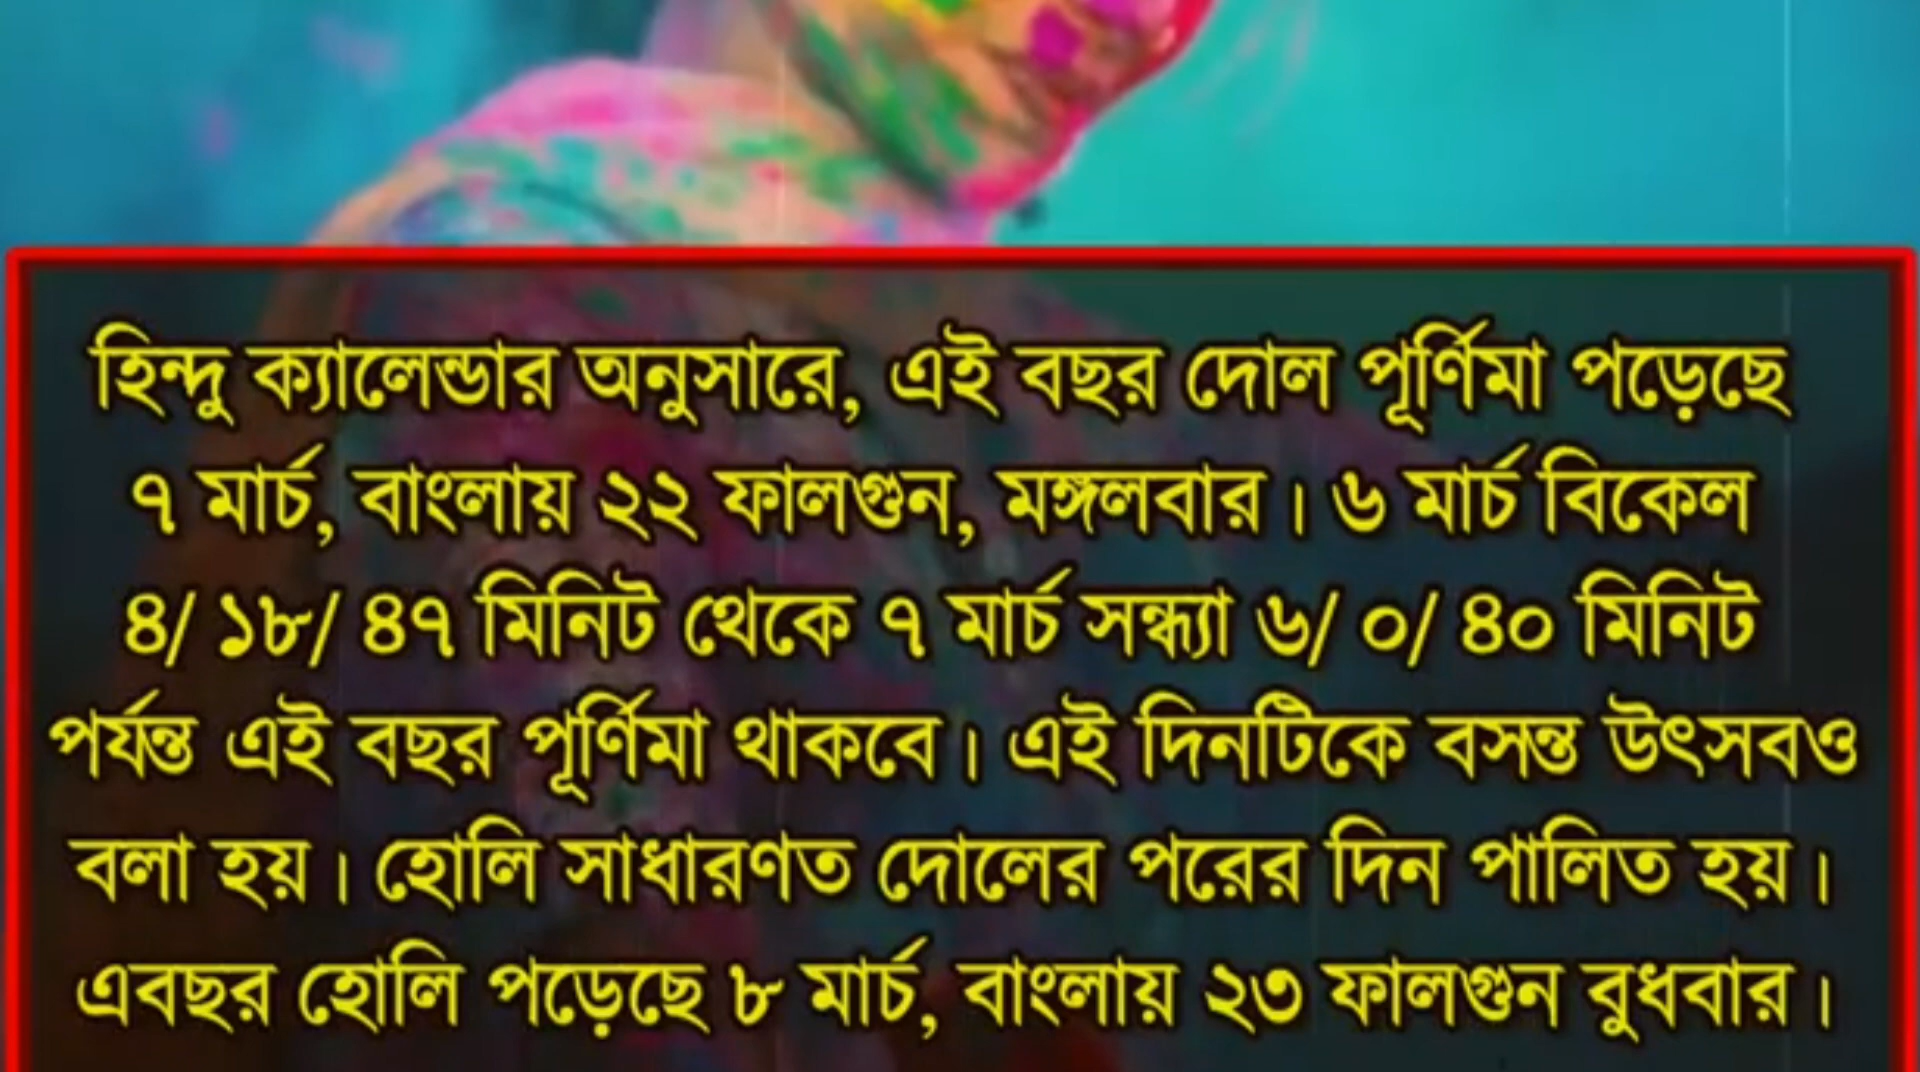 হিন্দু ক্যালেন্ডার অনুসারে, এই বছর দোল পূর্ণিমা পড়েছে
৭ মার্চ, বাংলায় ২২ ফালগুন, মঙ্গলবার। ৬ মার্চ বিকেল
৪/ ১৮/ ৪৭ মিনিট থেকে ৭ মার্চ সন্ধ্যা ৬/ ০/ ৪০ মিনিট
পর্যন্ত এই বছর পূর্ণিমা থাকবে। এই দিনটিকে বসন্ত উৎসবও
বলা হয়। হোলি সাধারণত দোলের পরের দিন পালিত হয়।
এবছর হোলি পড়েছে ৮ মার্চ, বাংলায় ২৩ ফালগুন বুধবার।